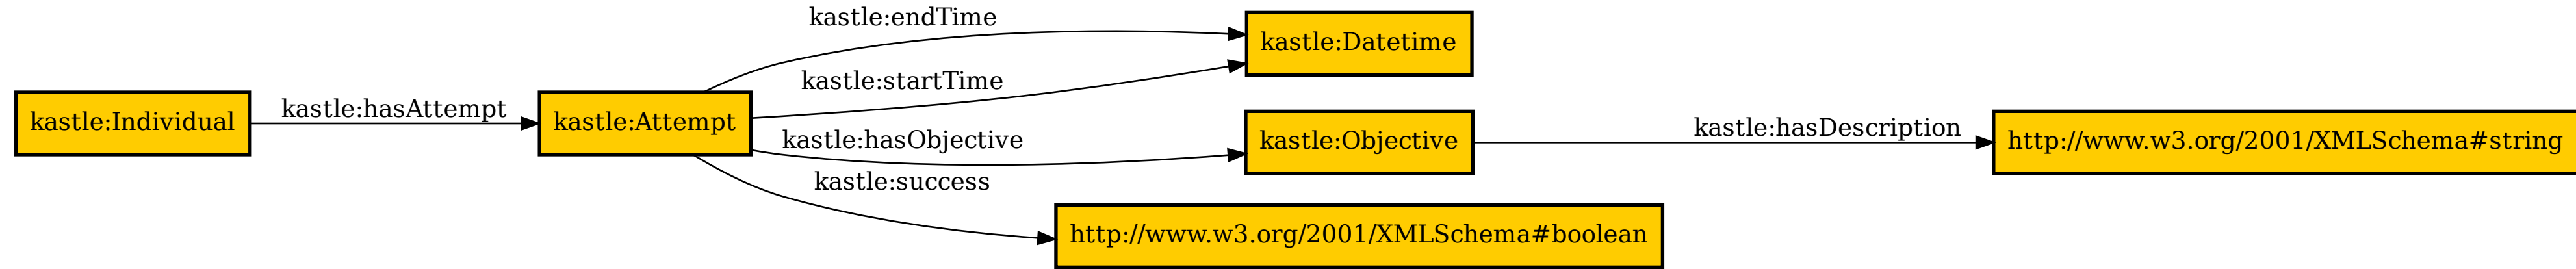 kastle:endTime
kastle:Datetime
kastle:startTime
kastle:Individual
kastle:hasAttempt
kastle:Attempt
kastle:hasObjective
kastle:Objective
kastle:hasDescription
http://www.w3.org/2001/XMLSchema#string
kastle:success
http://www.w3.org/2001/XMLSchema#boolean